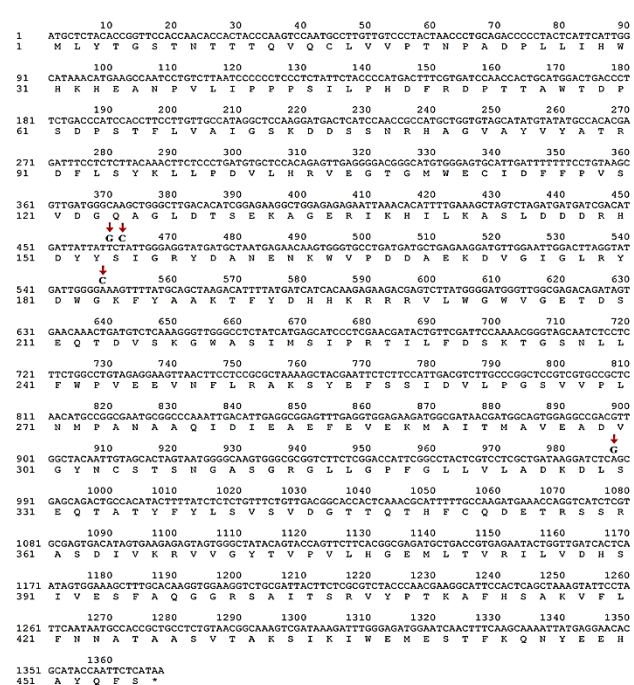 10 20 30 40 50 60 70 80 90
1 ATGCTCTACACCGGTTCCACCAACACCACTACCCAAGTCCAATGCCTTGTTGTCCCTACTAACCCTGCAGACCCCCTACTCATTCATTGG
1 M L Y T G S T N T T T Q V Q C L V V P T N P A D P L L I H W
100 110 120 130 140 150 160 170 180
91 CATAAACATGAAGCCAATCCTGTCTTAATCCCCCCTCCCTCTATTCTACCCCATGACTTTCGTGATCCAACCACTGCATGGACTGACCCT
31 H K H E A N P V L I P P P S I L P H D F R D P T T A W T D P
190 200 210 220 230 240 250 260 270
181 TCTGACCCATCCACCTTCCTTGTTGCCATAGGCTCCAAGGATGACTCATCCAACCGCCATGCTGGTGTAGCATATGTATATGCCACACGA
61 S D P S T F L V A I G S K D D S S N R H A G V A Y V Y A T R
280 290 300 310 320 330 340 350 360
271 GATTTCCTCTCTTACAAACTTCTCCCTGATGTGCTCCACAGAGTTGAGGGGACGGGCATGTGGGAGTGCATTGATTTTTTTCCTGTAAGC
91 D F L S Y K L L P D V L H R V E G T G M W E C I D F F P V S
370 380 390 400 410 420 430 440 450
361 GTTGATGGGCAAGCTGGGCTTGACACATCGGAGAAGGCTGGAGAGAGAATTAAACACATTTTGAAAGCTAGTCTAGATGATGATCGACAT
121 V D G Q A G L D T S E K A G E R I K H I L K A S L D D D R H
G C 470 480 490 500 510 520 530 540
451 GATTATTATTCTATTGGGAGGTATGATGCTAATGAGAACAAGTGGGTGCCTGATGATGCTGAGAAGGATGTTGGAATTGGACTTAGGTAT
151 D Y Y S I G R Y D A N E N K W V P D D A E K D V G I G L R Y
C 560 570 580 590 600 610 620 630
541 GATTGGGGAAAGTTTTATGCAGCTAAGACATTTTATGATCATCACAAGAGAAGACGAGTCTTATGGGGATGGGTTGGCGAGACAGATAGT
181 D W G K F Y A A K T F Y D H H K R R R V L W G W V G E T D S
640 650 660 670 680 690 700 710 720
631 GAACAAACTGATGTCTCAAAGGGTTGGGCCTCTATCATGAGCATCCCTCGAACGATACTGTTCGATTCCAAAACGGGTAGCAATCTCCTC
211 E Q T D V S K G W A S I M S I P R T I L F D S K T G S N L L
730 740 750 760 770 780 790 800 810
721 TTCTGGCCTGTAGAGGAAGTTAACTTCCTCCGCGCTAAAAGCTACGAATTCTCTTCCATTGACGTCTTGCCCGGCTCCGTCGTGCCGCTC
241 F W P V E E V N F L R A K S Y E F S S I D V L P G S V V P L
820 830 840 850 860 870 880 890 900
811 AACATGCCGGCGAATGCGGCCCAAATTGACATTGAGGCGGAGTTTGAGGTGGAGAAGATGGCGATAACGATGGCAGTGGAGGCCGACGTT
271 N M P A N A A Q I D I E A E F E V E K M A I T M A V E A D V
910 920 930 940 950 960 970 980 G
901 GGCTACAATTGTAGCACTAGTAATGGGGCAAGTGGGCGCGGTCTTCTGGGACCATTCGGCCTACTCGTCCTCGCTGATAAGGATCTCAGC
301 G Y N C S T S N G A S G R G L L G P F G L L V L A D K D L S
1000 1010 1020 1030 1040 1050 1060 1070 1080
991 GAGCAGACTGCCACATACTTTTATCTCTCTGTTTCTGTTGACGGCACCACTCAAACGCATTTTTGCCAAGATGAAACCAGGTCATCTCGT
331 E Q T A T Y F Y L S V S V D G T T Q T H F C Q D E T R S S R
1090 1100 1110 1120 1130 1140 1150 1160 1170
1081 GCGAGTGACATAGTGAAGAGAGTAGTGGGCTATACAGTACCAGTTCTTCACGGCGAGATGCTGACCGTGAGAATACTGGTTGATCACTCA
361 A S D I V K R V V G Y T V P V L H G E M L T V R I L V D H S
1180 1190 1200 1210 1220 1230 1240 1250 1260
1171 ATAGTGGAAAGCTTTGCACAAGGTGGAAGGTCTGCGATTACTTCTCGCGTCTACCCAACGAAGGCATTCCACTCAGCTAAAGTATTCCTA
391 I V E S F A Q G G R S A I T S R V Y P T K A F H S A K V F L
1270 1280 1290 1300 1310 1320 1330 1340 1350
1261 TTCAATAATGCCACCGCTGCCTCTGTAACGGCAAAGTCGATAAAGATTTGGGAGATGGAATCAACTTTCAAGCAAAATTATGAGGAACAC
421 F N N A T A A S V T A K S I K I W E M E S T F K Q N Y E E H
1360
1351 GCATACCAATTCTCATAA
451 A Y Q F S *